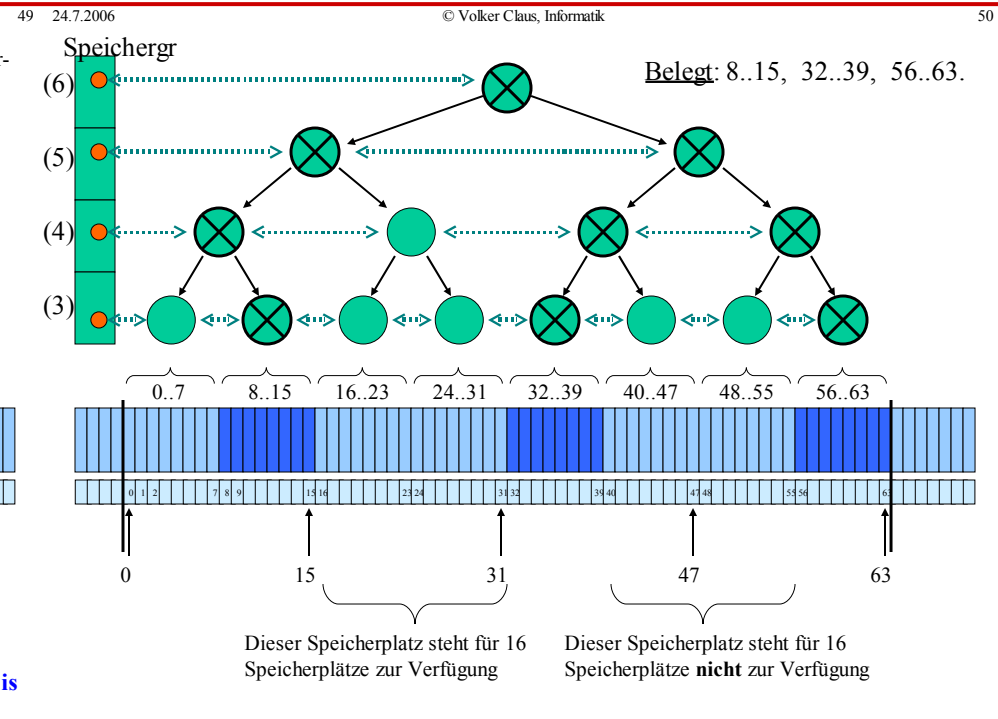 49 24.7.2006 © Volker Claus, Informatik 50
r-
Speichergr
Belegt: 8..15, 32..39, 56..63.
(6)
(5)
(4)
(3)
0..7 8..15 16..23 24..31 32..39 40..47 48..55 56..63
0 1 2 7 8 9 15 16 23 24 31 32 39 40 47 48 55 56 63
0 15 31 47 63
Dieser Speicherplatz steht für 16
Speicherplätze zur Verfügung
Dieser Speicherplatz steht für 16
Speicherplätze nicht zur Verfügung
is